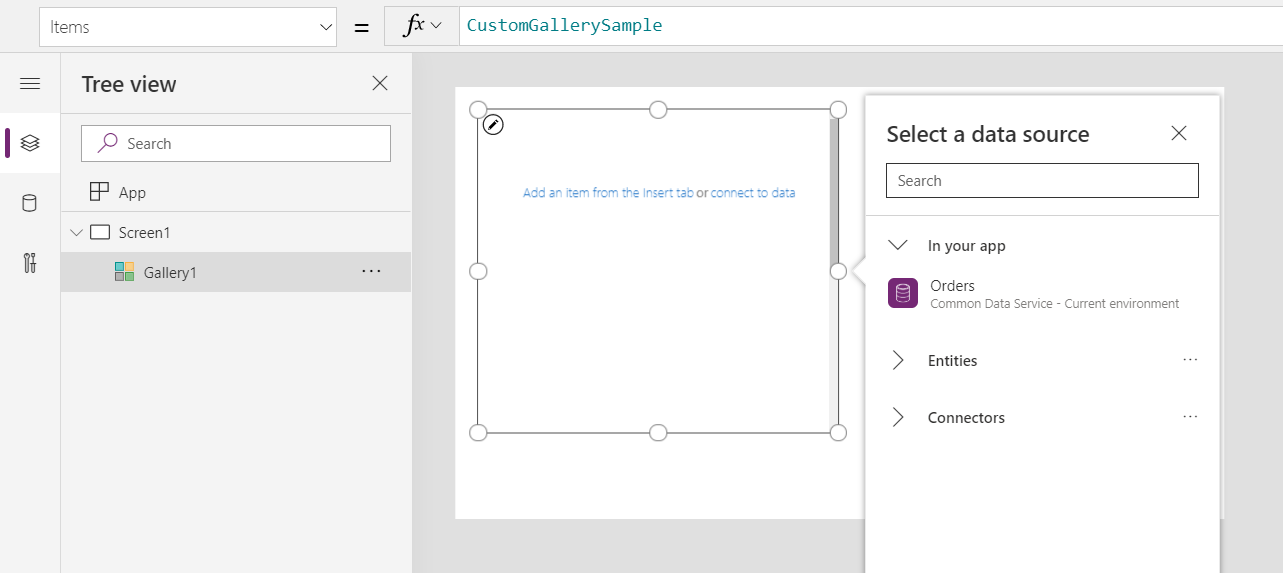 Items
=
fx
CustomGallerySample
Tree view
Search
App
Screen1
Gallery1
...
Add an item from the Insert tab or connect to data
Select a data source
Search
In your app
Orders
Common Data Service - Current environment
Entities
...
Connectors
...